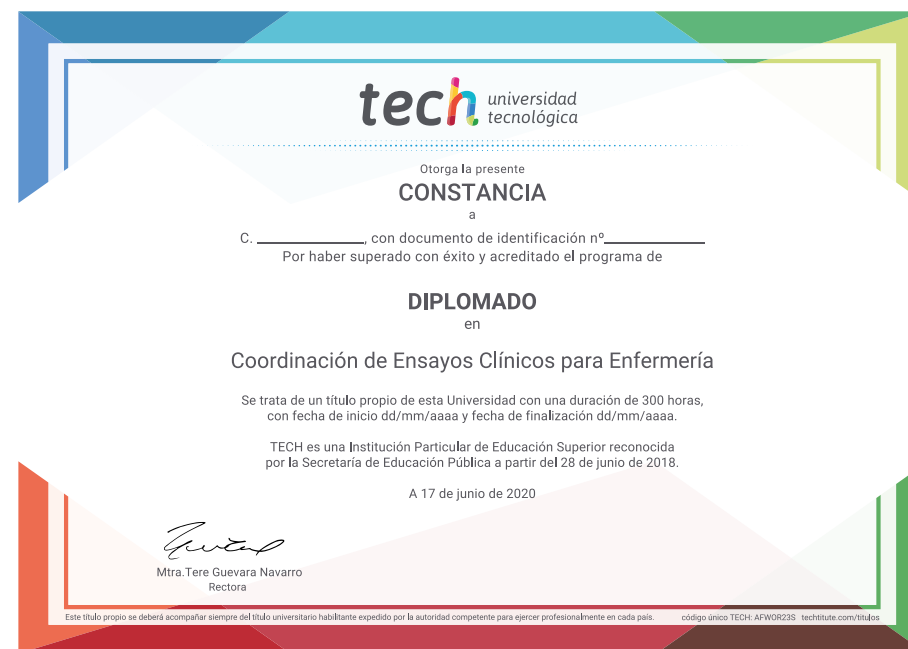 tech universidad
tecnológica
Otorga la presente
CONSTANCIA
a
C. ____________, con documento de identificación nº____________
Por haber superado con éxito y acreditado el programa de
DIPLOMADO
en
Coordinación de Ensayos Clínicos para Enfermería
Se trata de un título propio de esta Universidad con una duración de 300 horas,
con fecha de inicio dd/mm/aaaa y fecha de finalización dd/mm/aaaa.
TECH es una Institución Particular de Educación Superior reconocida
por la Secretaría de Educación Pública a partir del 28 de junio de 2018.
A 17 de junio de 2020
Mtra.Tere Guevara Navarro
Rectora
Este título propio se deberá acompañar siempre del título universitario habilitante expedido por la autoridad competente para ejercer profesionalmente en cada país. código único TECH: AFWOR23S techtitute.com/titulos